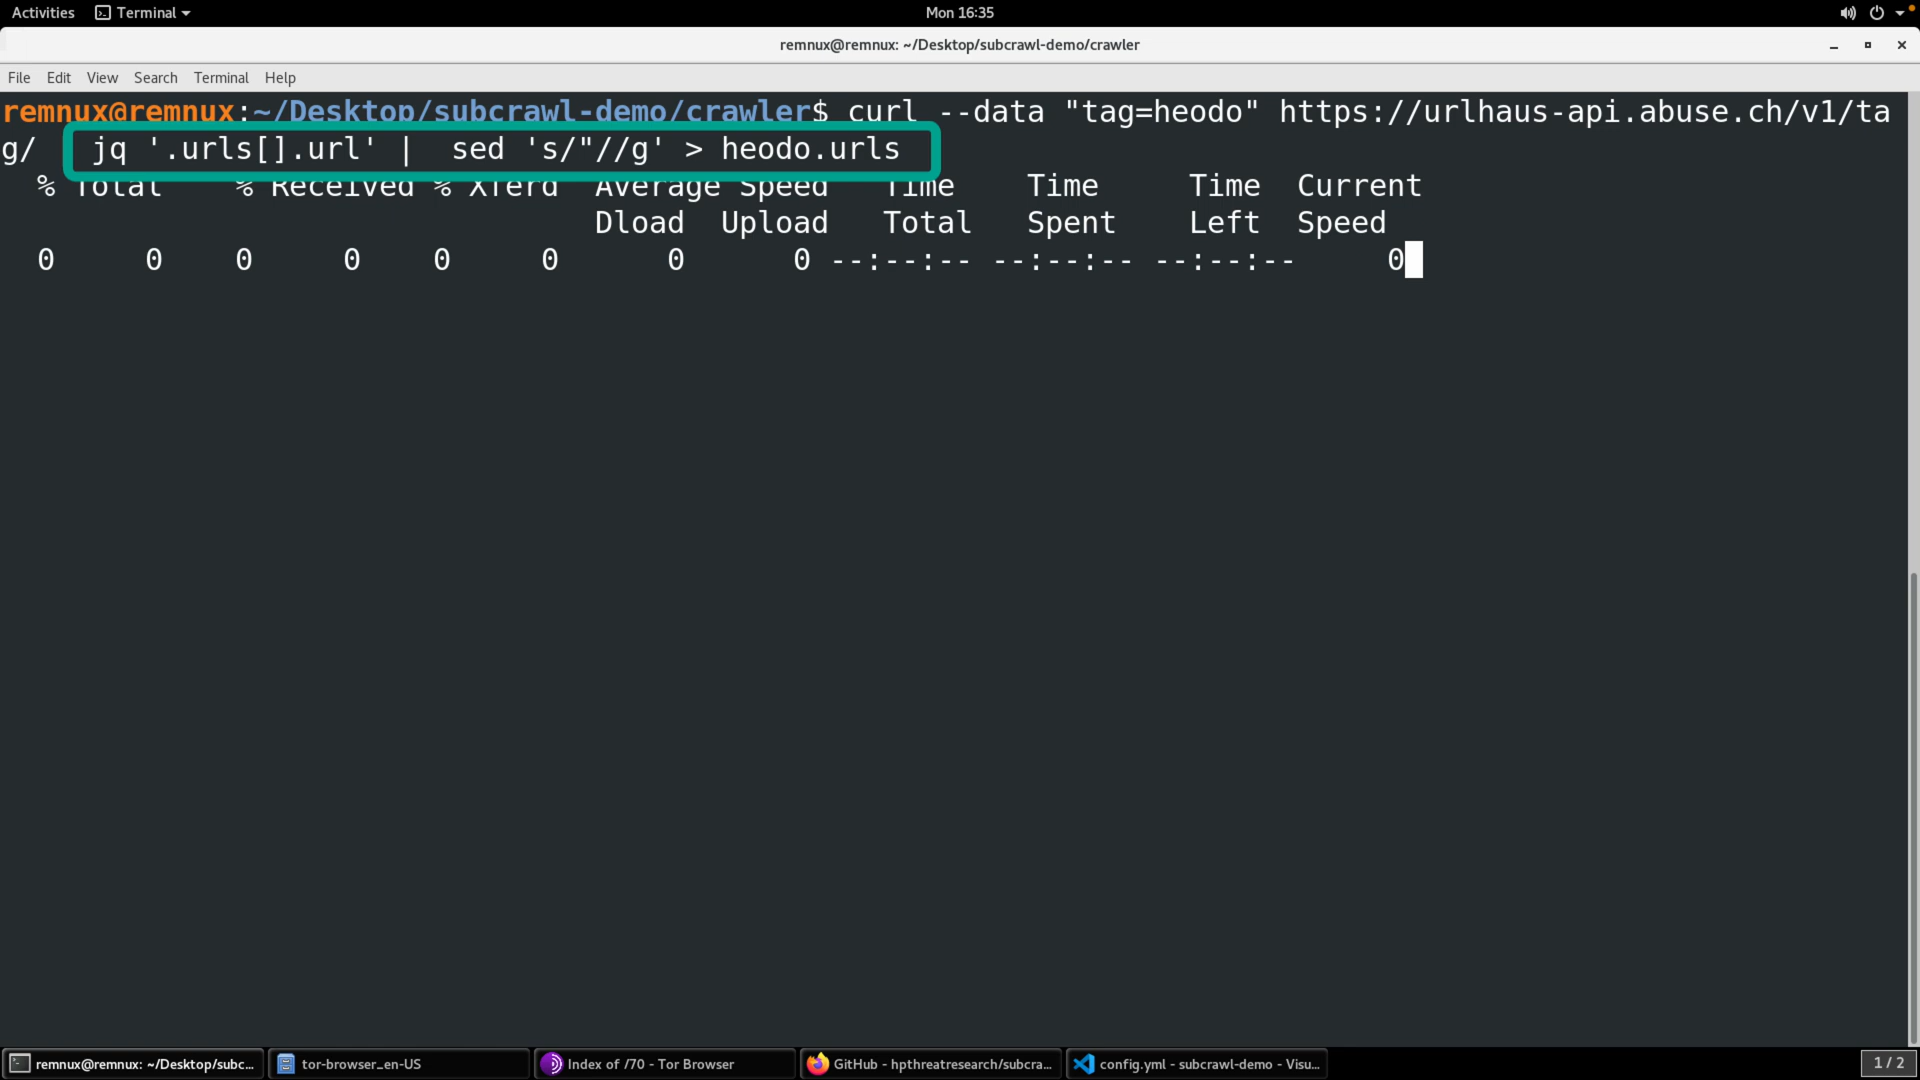 Activities Terminal Mon 16:35
remnux@remnux: ~/Desktop/subcrawl-demo/crawler
File Edit View Search Terminal Help
remnux@remnux:~/Desktop/subcrawl-demo/crawler$ curl --data "tag=heodo" https://urlhaus-api.abuse.ch/v1/ta
g/ jq '.urls[].url' | sed 's/"//g' > heodo.urls
% Total % Received % Xferd Average Speed Time Time Time Current
Dload Upload Total Spent Left Speed
0 0 0 0 0 0 0 0 --:--:-- --:--:-- --:--:-- 0
remnux@remnux: ~/Desktop/subc... tor-browser_en-US Index of /70 - Tor Browser GitHub - hpthreatresearch/subcra... config.yml - subcrawl-demo - Visu... 1 / 2